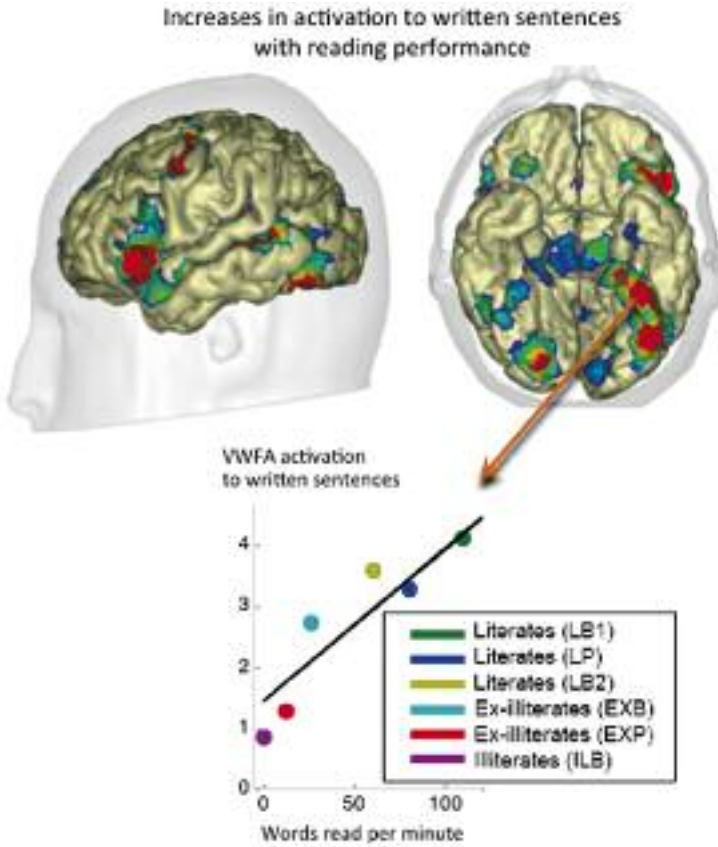 Increases in activation to written sentences
with reading performance
VWFA activation
to written sentences
4
3
2
1
0
0 50 100
Words read per minute
Literates (LB1)
Literates (LP)
Literates (LB2)
Ex-illiterates (EXB)
Ex-illiterates (EXP)
Illiterates (ILB)